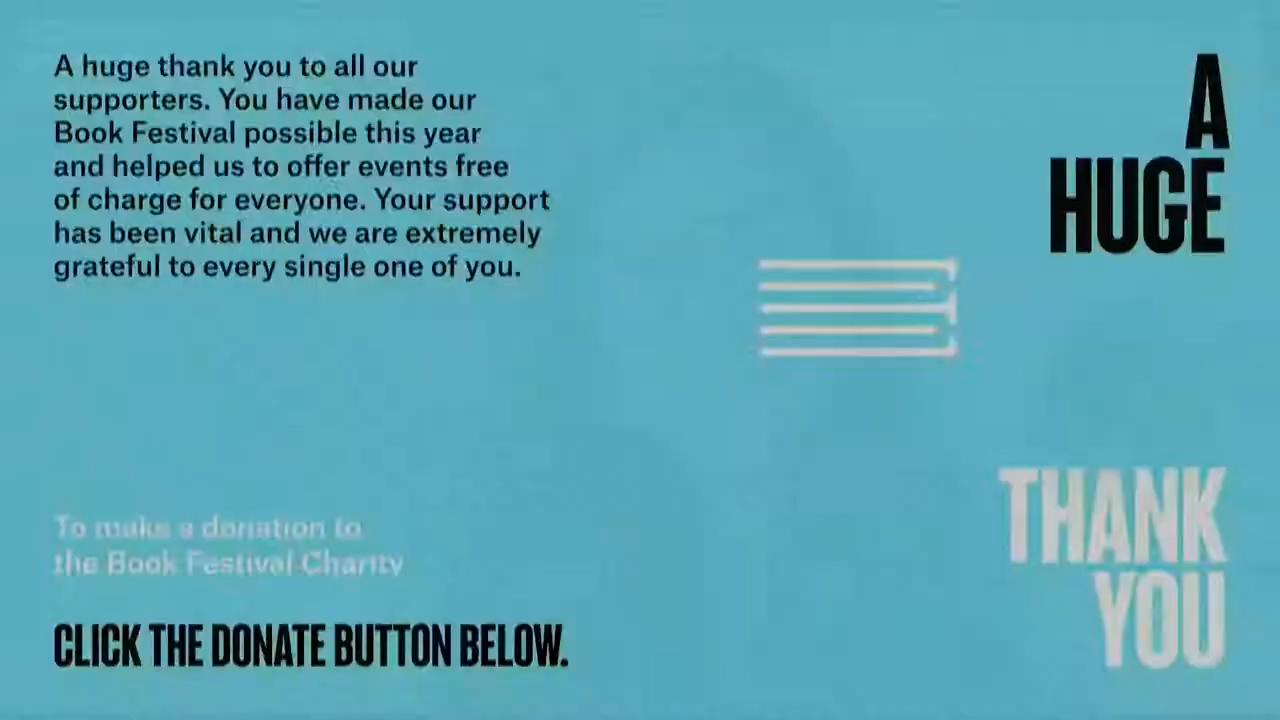 A huge thank you to all our
supporters. You have made our
Book Festival possible this year
and helped us to offer events free
of charge for everyone. Your support
has been vital and we are extremely
grateful to every single one of you.
To make a donation to
the Book Festival Charity
CLICK THE DONATE BUTTON BELOW.
A
HUGE
THANK
YOU